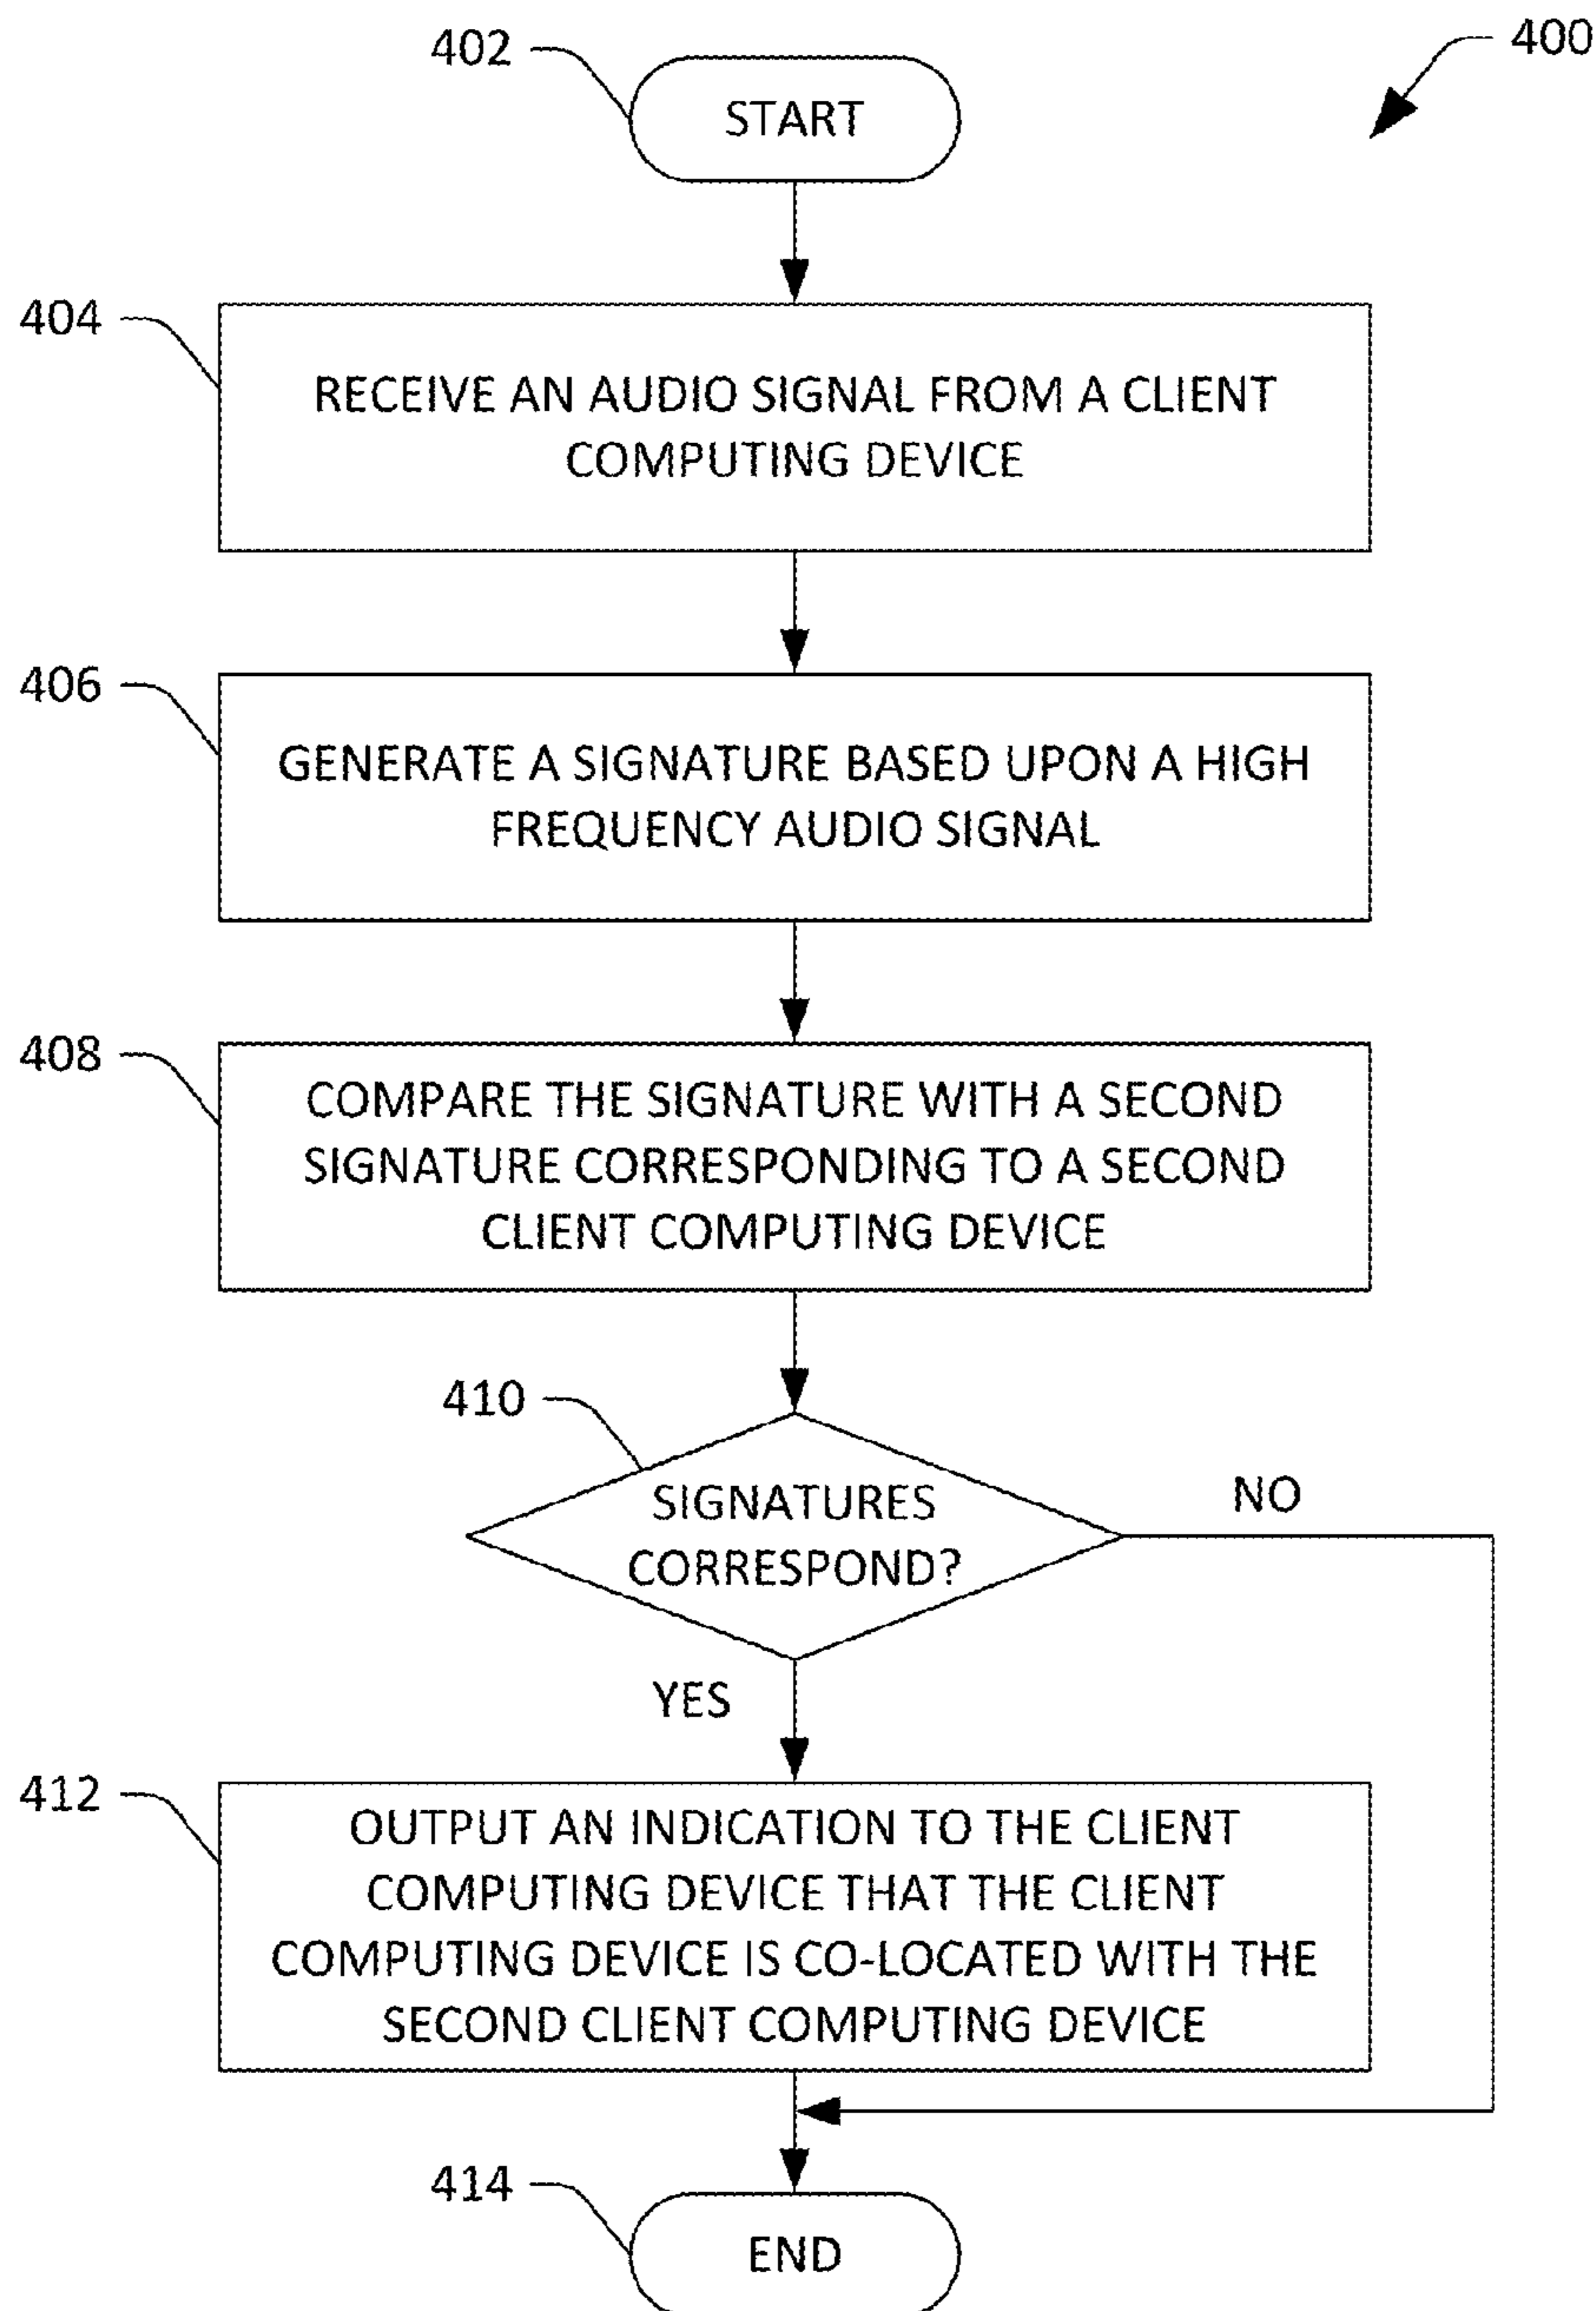 400
402
START
404
RECEIVE AN AUDIO SIGNAL FROM A CLIENT
COMPUTING DEVICE
406
GENERATE A SIGNATURE BASED UPON A HIGH
FREQUENCY AUDIO SIGNAL
408
COMPARE THE SIGNATURE WITH A SECOND
SIGNATURE CORRESPONDING TO A SECOND
CLIENT COMPUTING DEVICE
410
SIGNATURES
CORRESPOND?
NO
YES
412
OUTPUT AN INDICATION TO THE CLIENT
COMPUTING DEVICE THAT THE CLIENT
COMPUTING DEVICE IS CO-LOCATED WITH THE
SECOND CLIENT COMPUTING DEVICE
414
END